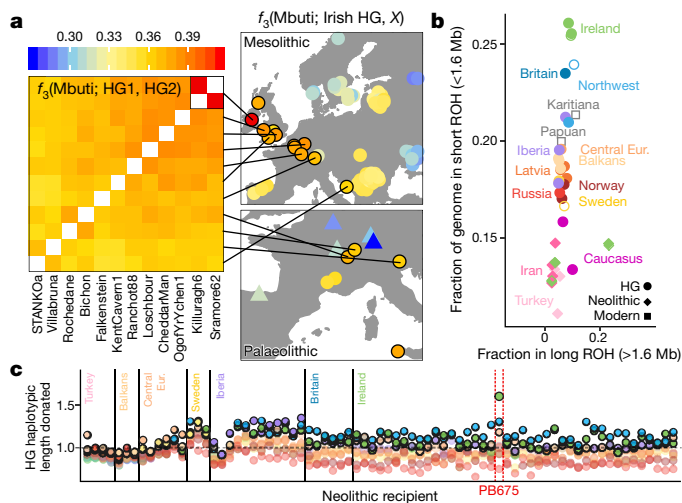 a
f3(Mbuti; Irish HG, X)
0.30 0.33 0.36 0.39
f3(Mbuti; HG1, HG2)
STANKOa
Villabruna
Rochedane
Bichon
Falkenstein
KentCavern1
Ranchot88
Loschbour
CheddarMan
OgofYYchen1
Killuragh6
Sramore62
Mesolithic
Palaeolithic
b
Fraction of genome in short ROH (<1.6 Mb)
0.25
0.20
0.15
Ireland
Britain
Northwest
Karitiana
Papuan
Iberia
Central Eur.
Balkans
Latvia
Norway
Russia
Sweden
Caucasus
Iran
Turkey
HG
Neolithic
Modern
0 0.2
Fraction in long ROH (>1.6 Mb)
c
HG haplotypic
length donated
1.5
1.0
Turkey
Balkans
Central
Eur.
Sweden
Iberia
Britain
Ireland
Neolithic recipient
PB675